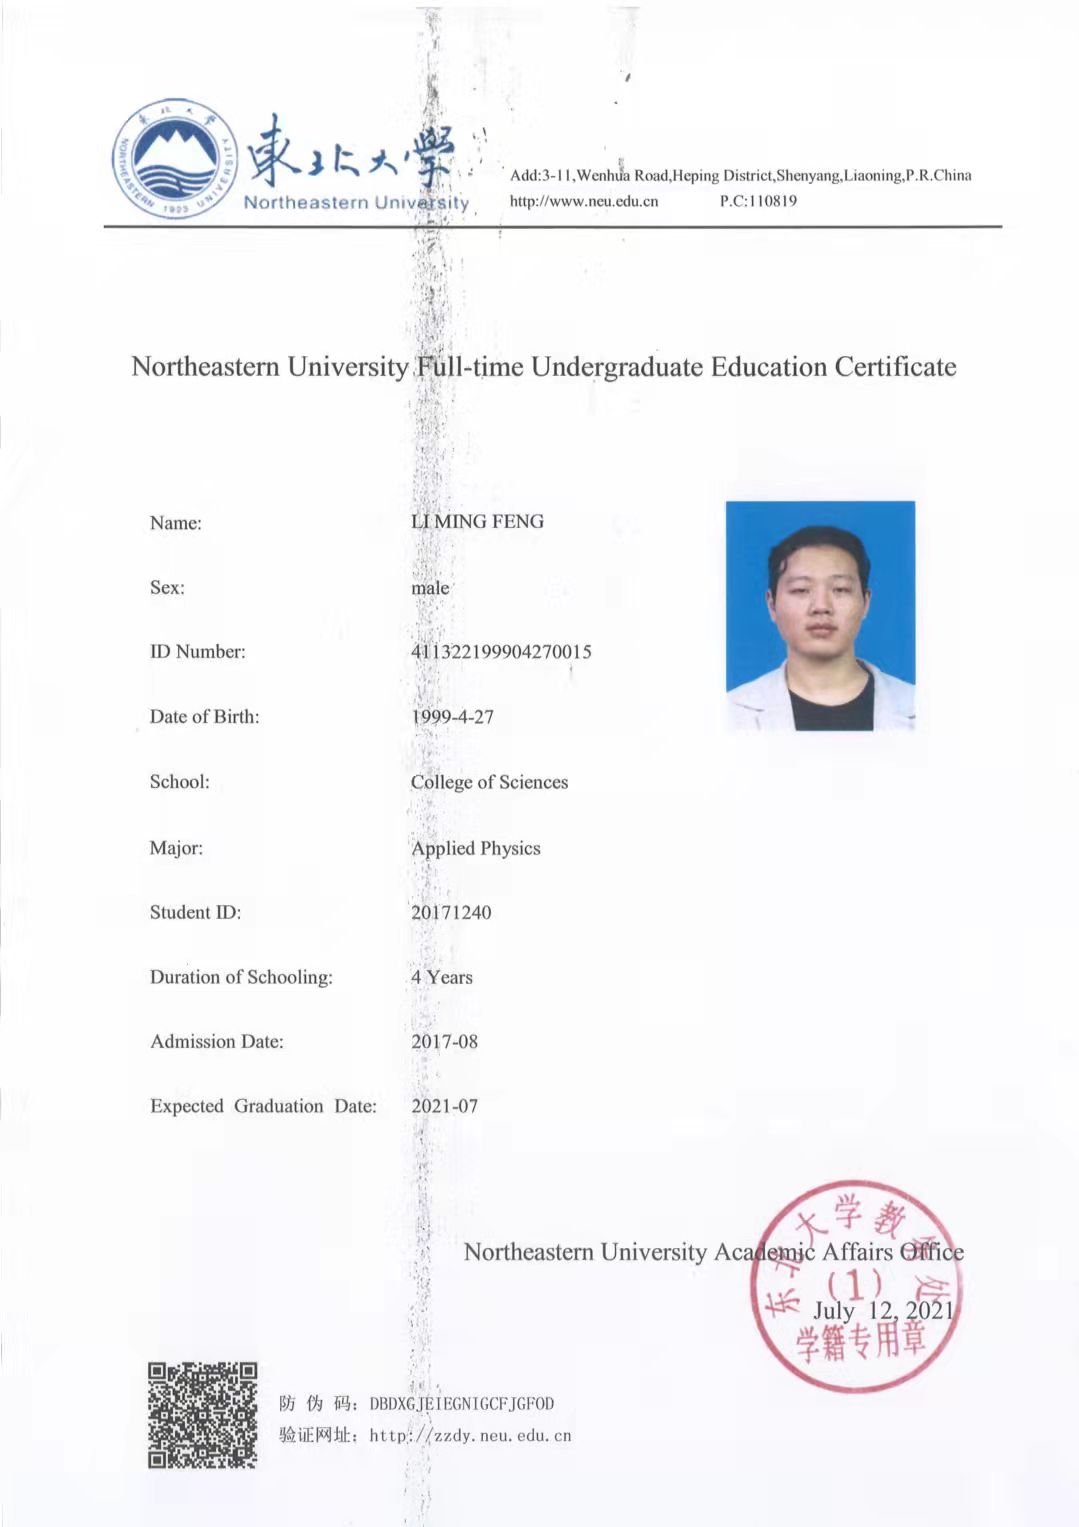 東北大學
NORTHEASTERN UNIVERSITY
1923
東北大學
Northeastern University
Add:3-11,Wenhua Road,Heping District,Shenyang,Liaoning,P.R.China
http://www.neu.edu.cn P.C:110819
Northeastern University Full-time Undergraduate Education Certificate
Name: LI MING FENG
Sex: male
ID Number: 411322199904270015
Date of Birth: 1999-4-27
School: College of Sciences
Major: Applied Physics
Student ID: 20171240
Duration of Schooling: 4 Years
Admission Date: 2017-08
Expected Graduation Date: 2021-07
Northeastern University Academic Affairs Office
July 12, 2021
东北大学教务处
(1)
学籍专用章
防伪码: DBDXGJEIEGNIGCFJGFOD
验证网址: http://zzdy.neu.edu.cn